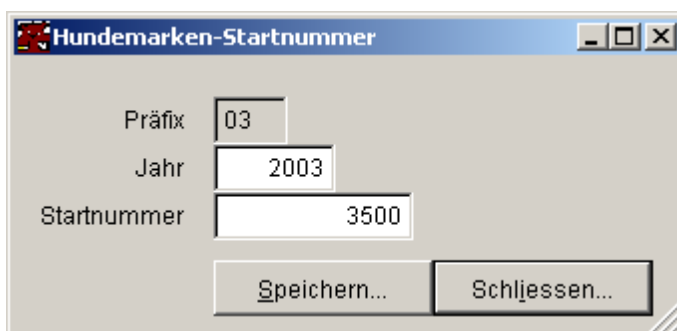 Hundemarken-Startnummer
Präfix 03
Jahr 2003
Startnummer 3500
Speichern... Schliessen...